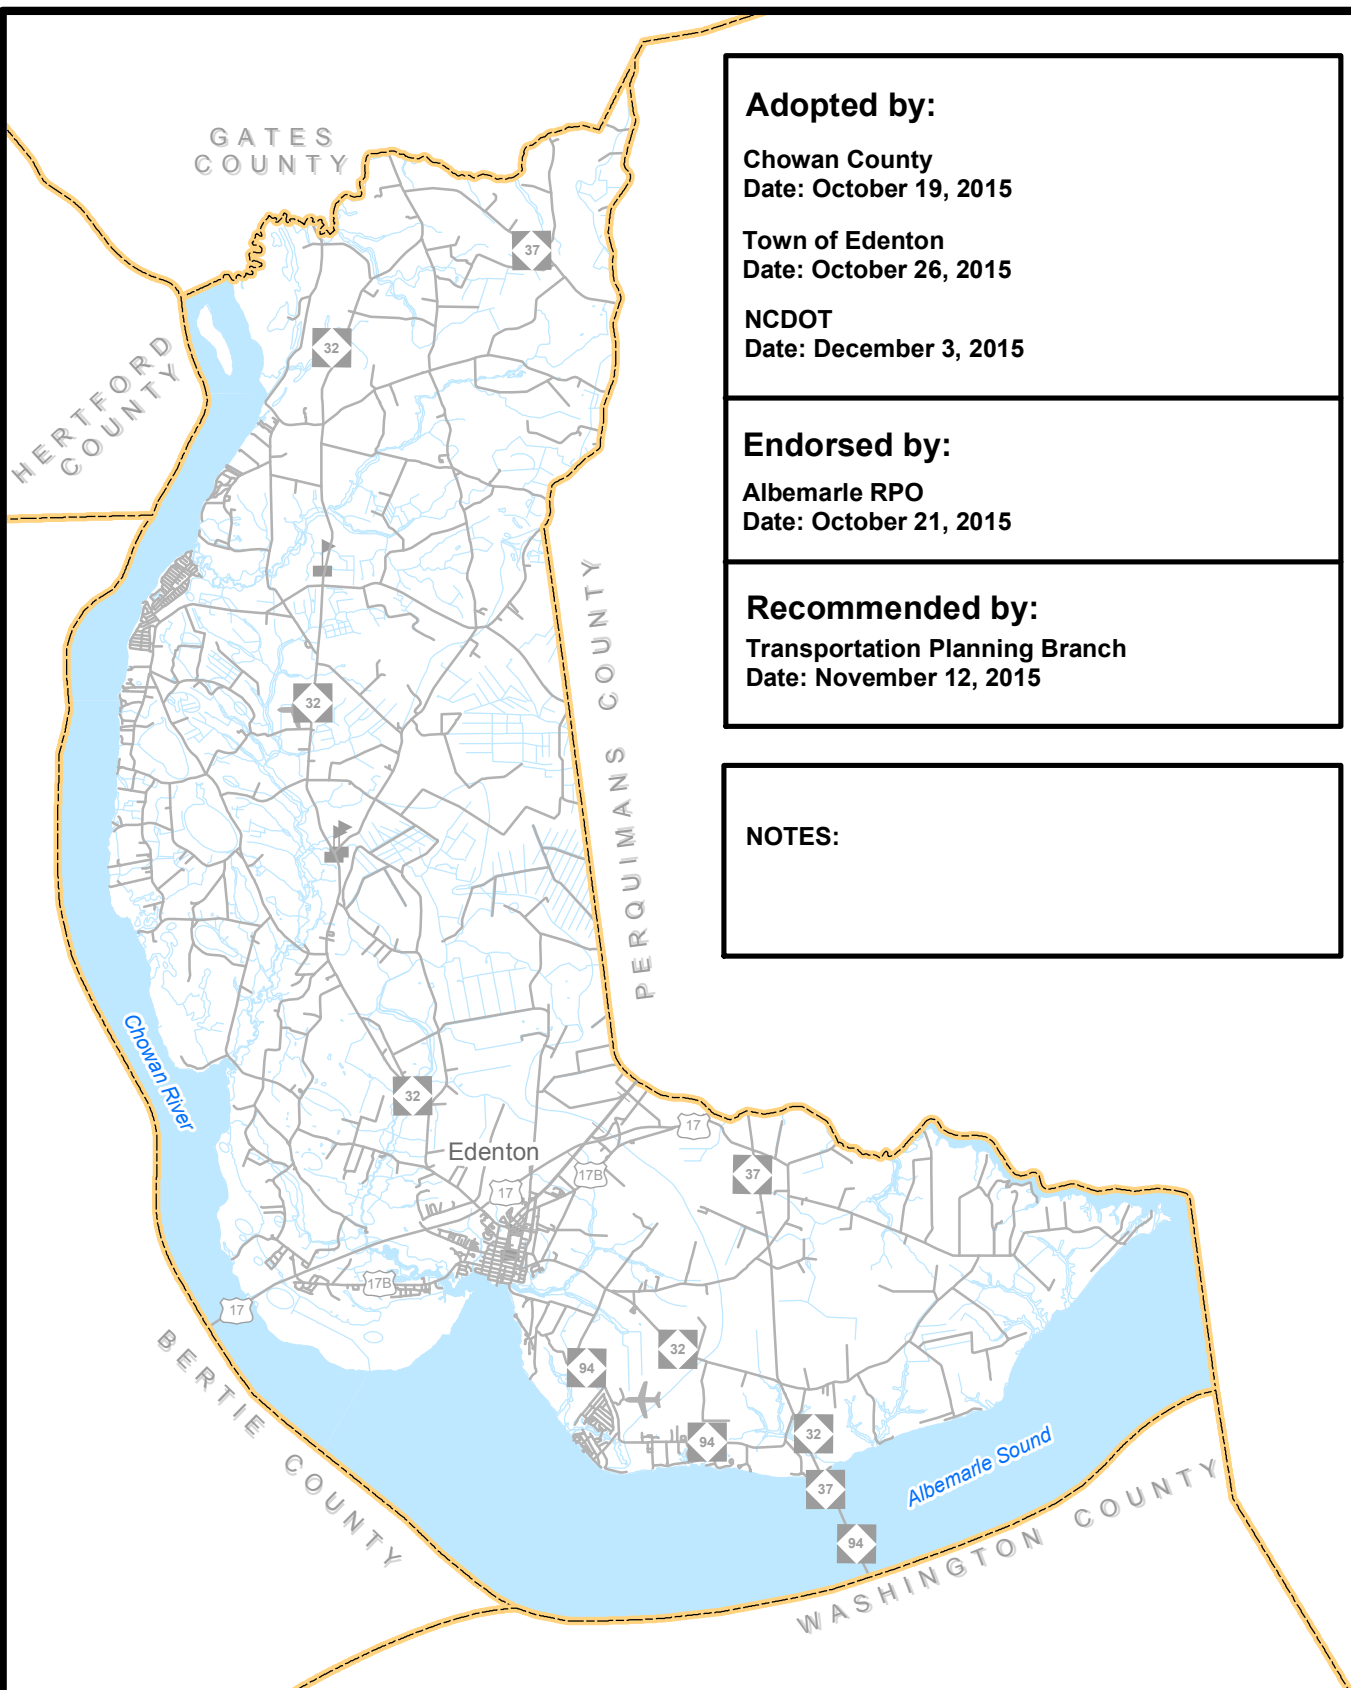 Adopted by:
Chowan County
Date: October 19, 2015
Town of Edenton
Date: October 26, 2015
NCDOT
Date: December 3, 2015
Endorsed by:
Albemarle RPO
Date: October 21, 2015
Recommended by:
Transportation Planning Branch
Date: November 12, 2015
NOTES:
GATES
COUNTY
37
32
HERTFORD
COUNTY
PERQUIMANS COUNTY
32
Chowan River
32
Edenton
17
17B
17
37
17B
17
BERTIE COUNTY
32
94
94
32
37
94
Albemarle Sound
WASHINGTON COUNTY